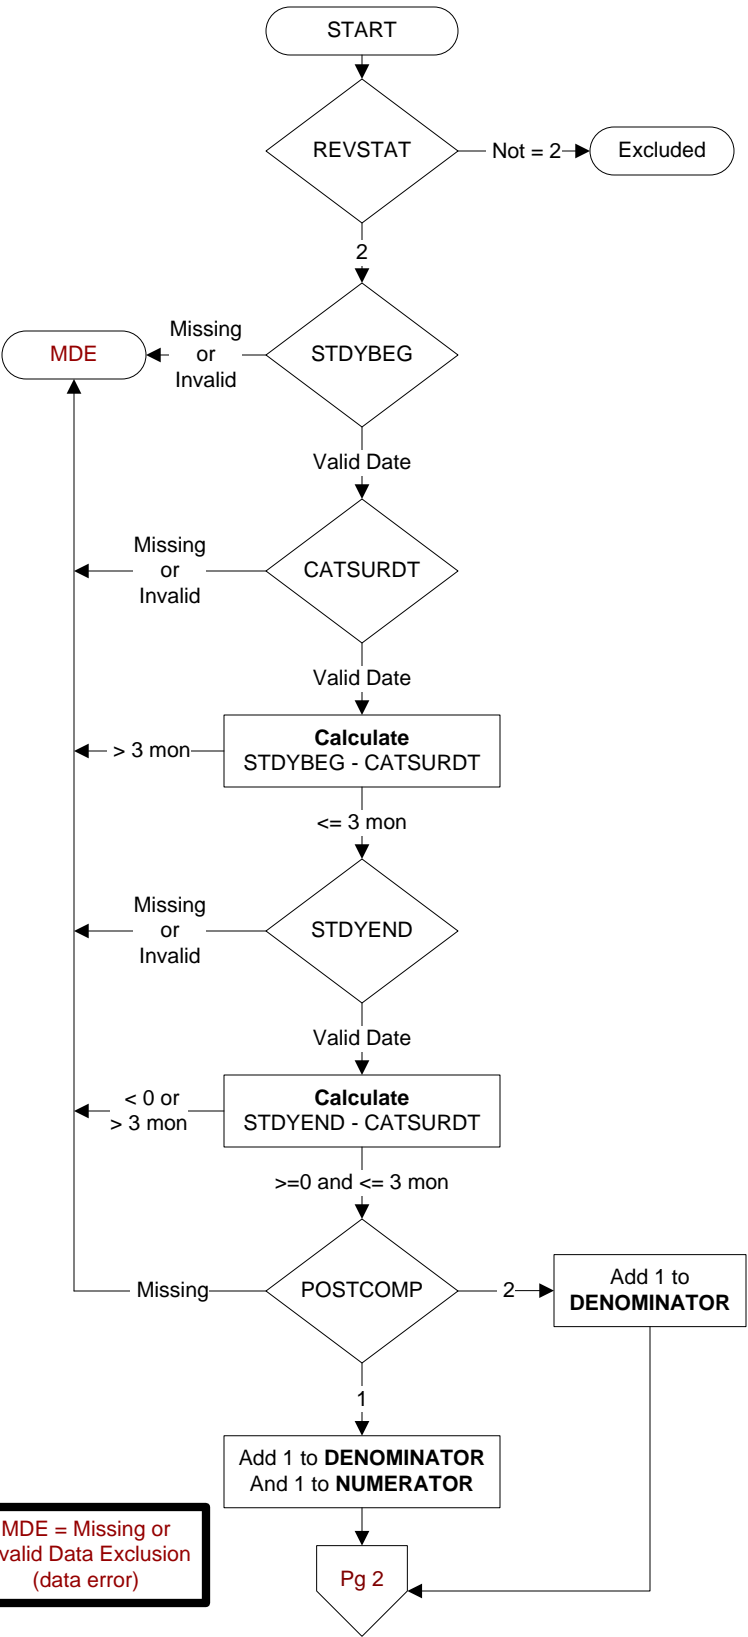 START
REVSTAT
Not = 2
Excluded
2
Missing
or
Invalid
MDE
STDYBEG
Valid Date
Missing
or
Invalid
CATSURDT
Valid Date
Calculate
STDYBEG - CATSURDT
> 3 mon
<= 3 mon
Missing
or
Invalid
STDYEND
Valid Date
Calculate
STDYEND - CATSURDT
< 0 or
> 3 mon
>=0 and <= 3 mon
Missing
POSTCOMP
2
Add 1 to
DENOMINATOR
1
Add 1 to DENOMINATOR
And 1 to NUMERATOR
MDE = Missing or
valid Data Exclusion
(data error)
Pg 2